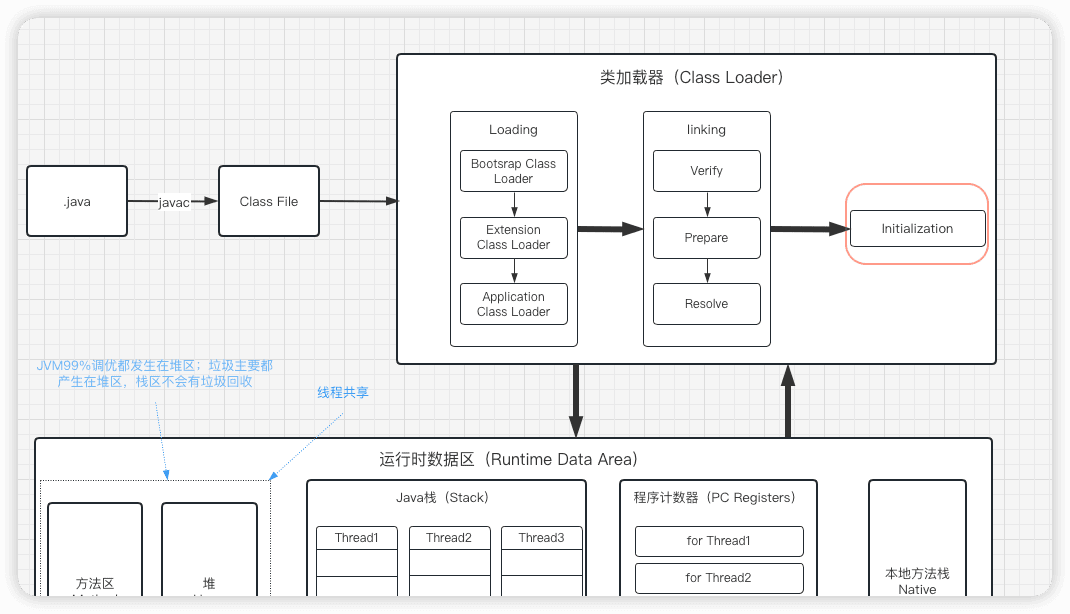 类加载器（Class Loader）
Loading
linking
Bootsrap Class
Loader
Verify
.java
javac
Class File
Extension
Class Loader
Prepare
Initialization
Application
Class Loader
Resolve
JVM99%调优都发生在堆区；垃圾主要都
产生在堆区，栈区不会有垃圾回收
线程共享
运行时数据区（Runtime Data Area）
Java栈（Stack）
程序计数器（PC Registers）
Thread1
Thread2
Thread3
for Thread1
for Thread2
方法区
堆
本地方法栈
Native